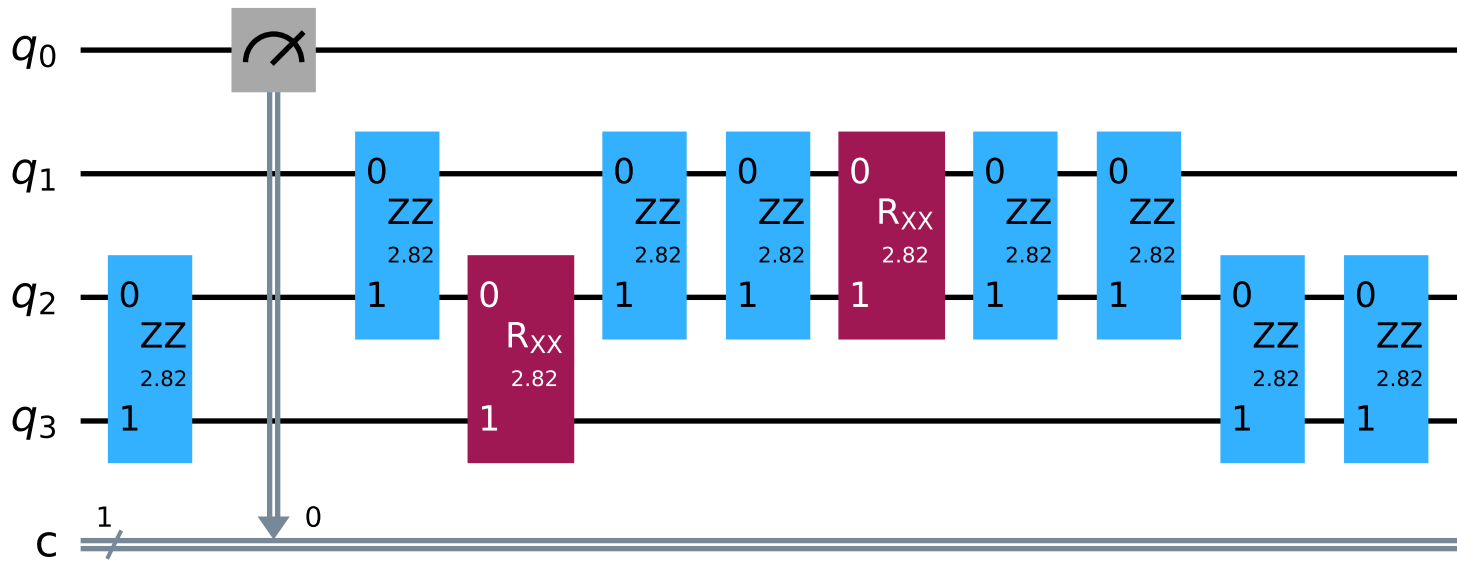 q0
0 0 0 0 0 0
q1
ZZ ZZ ZZ RXX ZZ ZZ
2.82 2.82 2.82 2.82 2.82 2.82
0 1 0 1 1 1 1 1 0 0
q2
ZZ RXX ZZ ZZ
2.82 2.82 2.82 2.82
1 1 1 1
q3
1 0
c